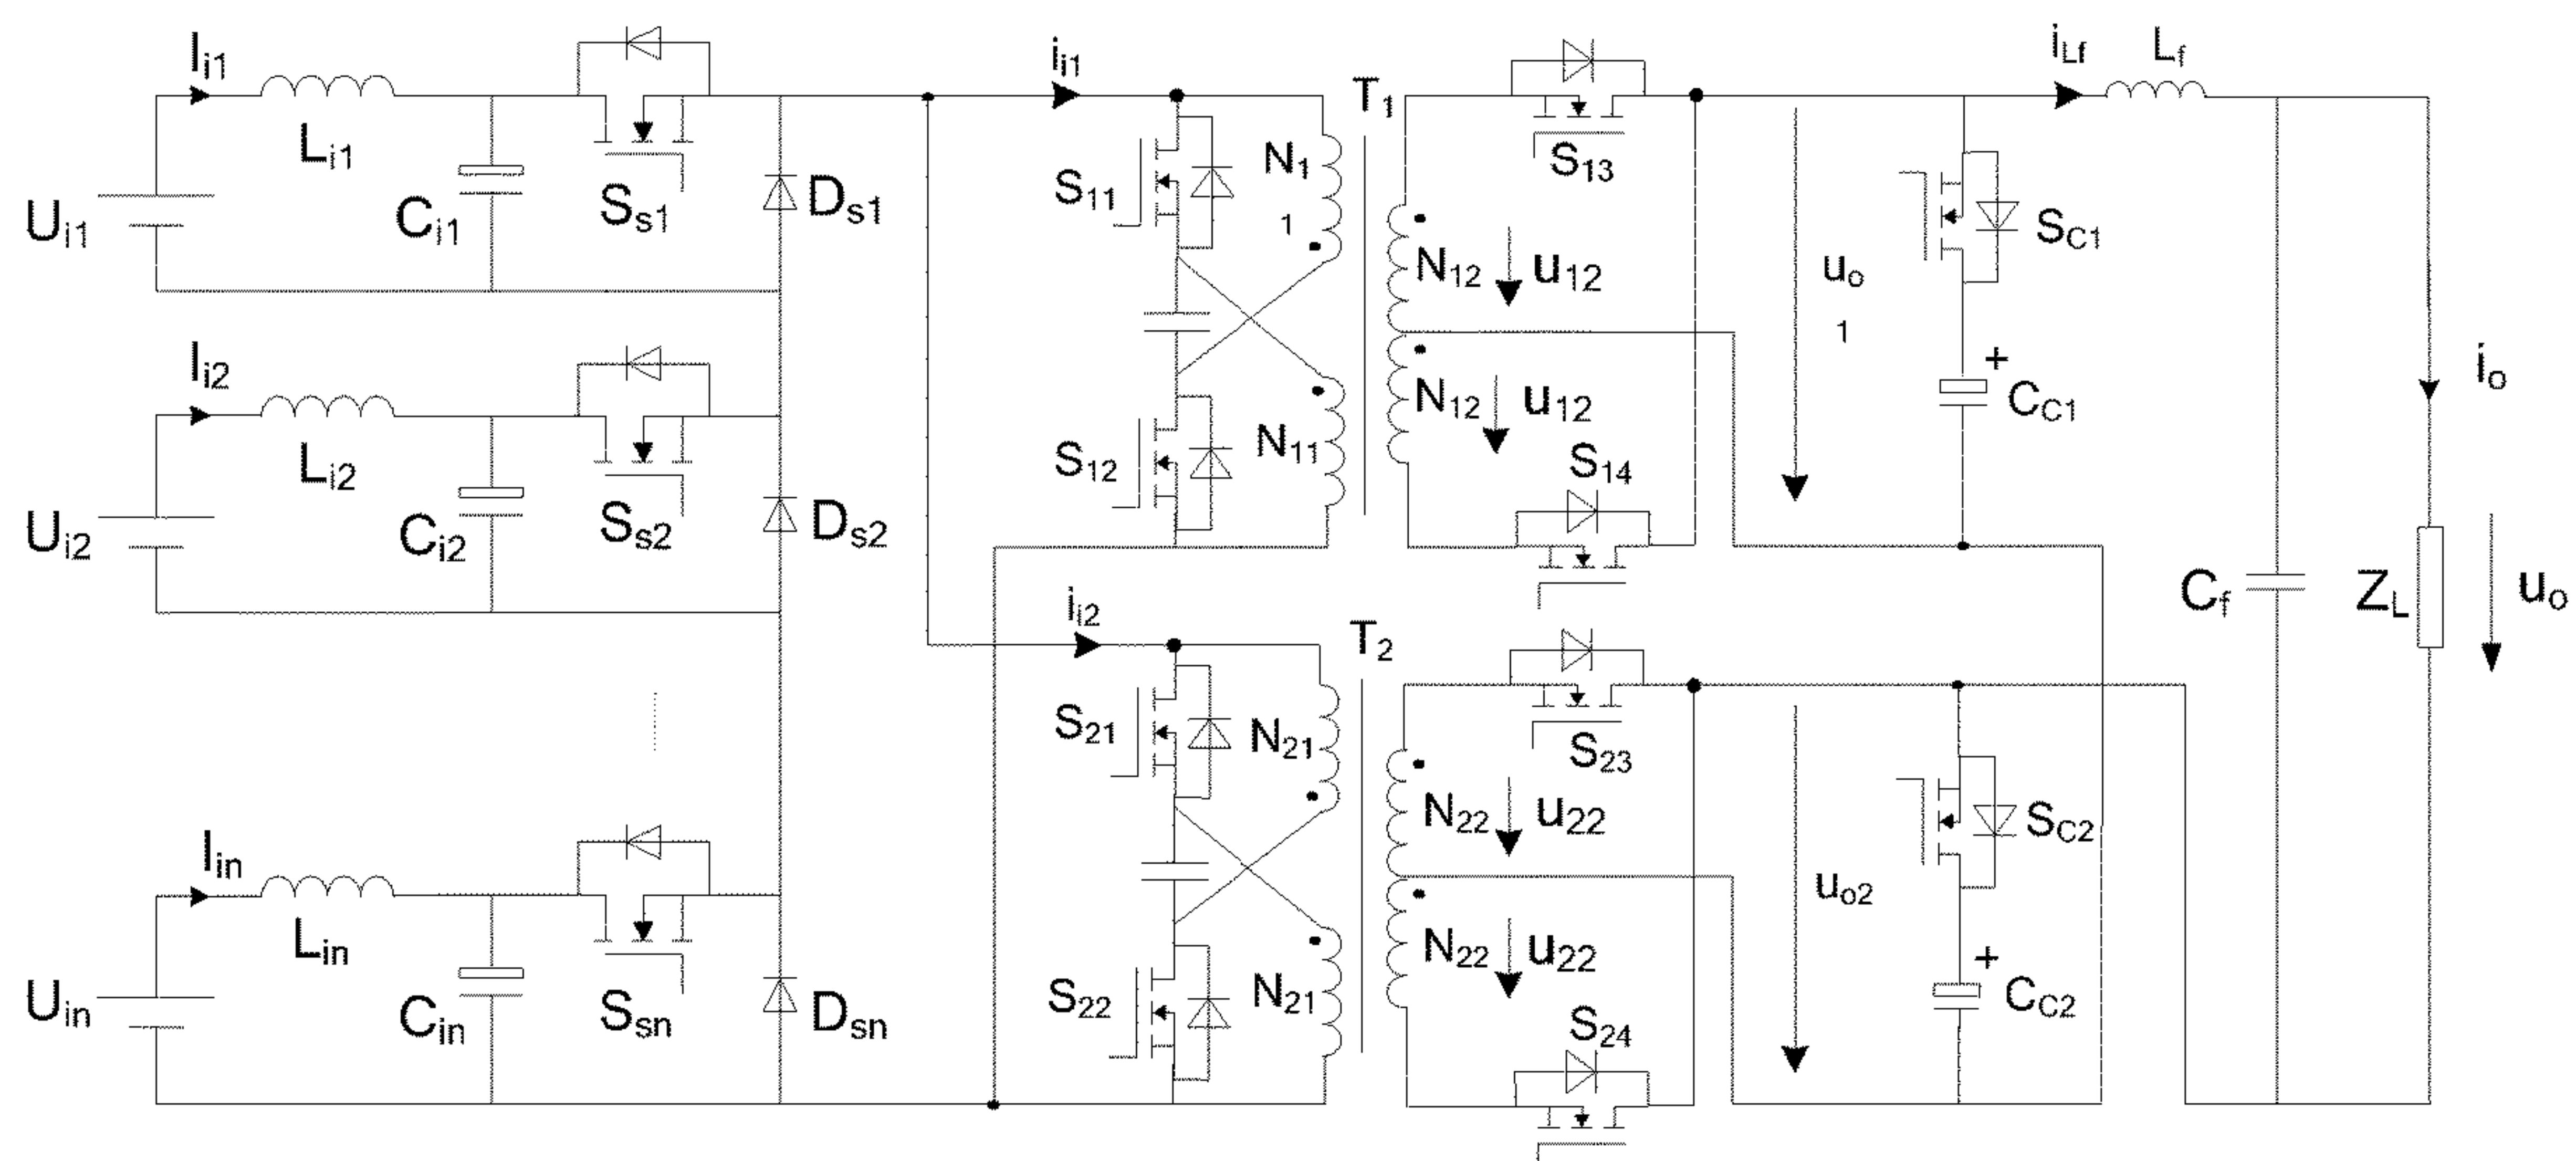 Ii1
Li1
Ui1
Ci1
Ss1
Ds1
Ii2
Li2
Ui2
Ci2
Ss2
Ds2
Iin
Lin
Uin
Cin
Ssn
Dsn
ii1
S11
N1
1
S12
N11
T1
N12
u12
N12
u12
S13
S14
uo
1
SC1
+
CC1
iLf
Lf
Cf
ZL
io
uo
ii2
S21
N21
S22
N21
T2
N22
u22
N22
u22
S23
S24
uo2
SC2
+
CC2